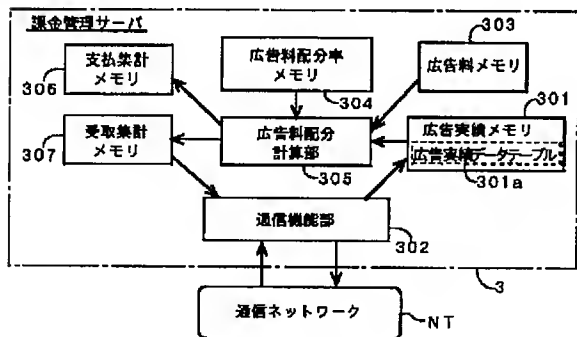 課金管理サーバ
支払集計
メモリ
306
広告料配分率
メモリ
304
303
広告料メモリ
受取集計
メモリ
307
広告料配分
計算部
305
301
広告実績メモリ
広告実績データテーブル
301a
通信機能部
302
3
通信ネットワーク
NT